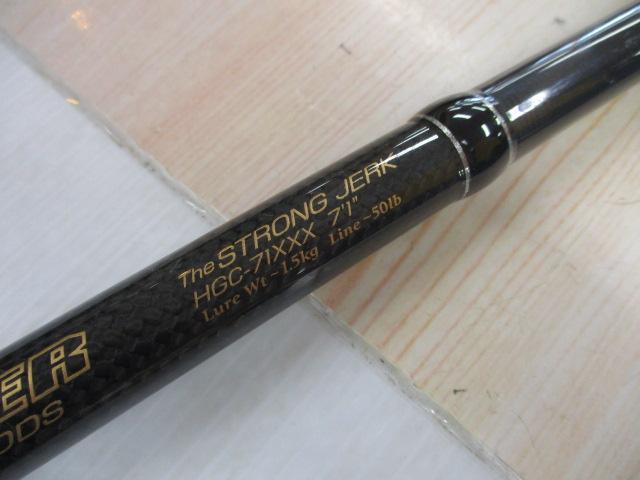 The STRONG JERK
HGC-71XXX 7'1"
Lure Wt ~1.5kg Line ~50lb